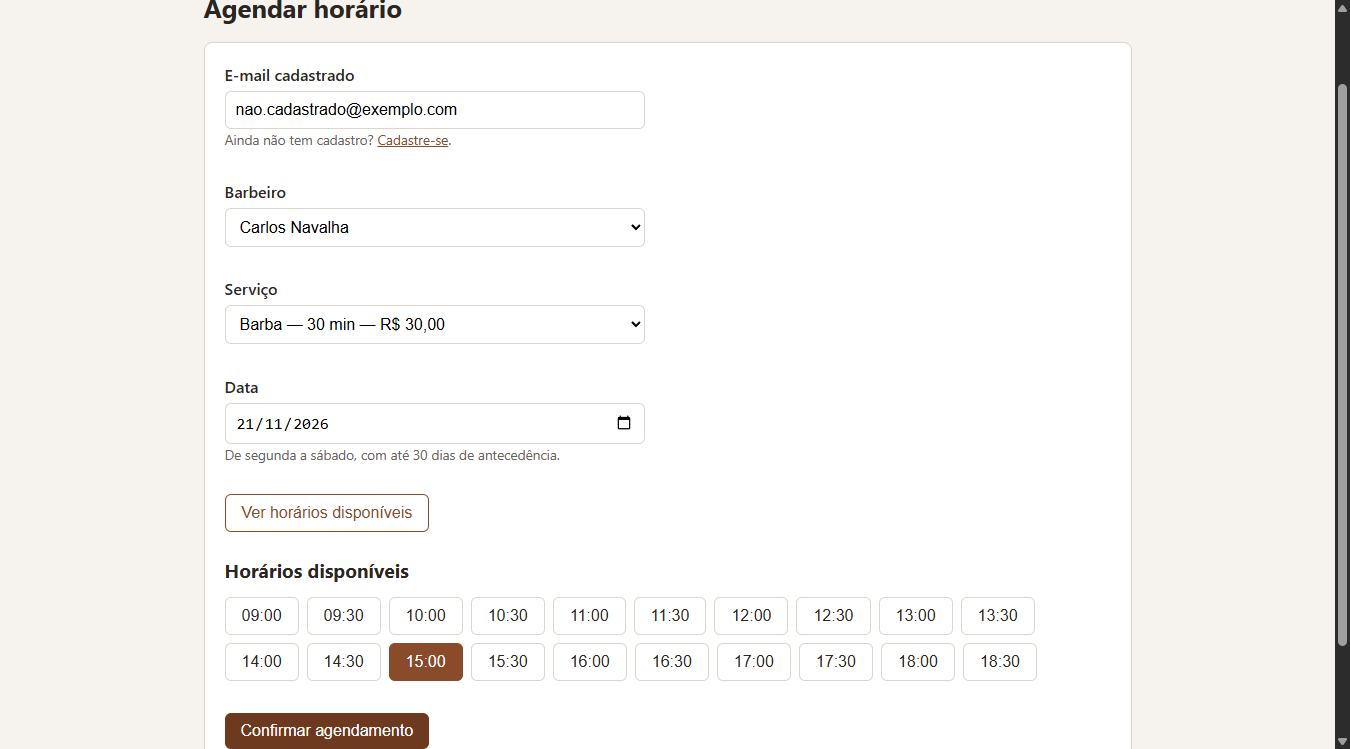 Agendar horário
E-mail cadastrado
nao.cadastrado@exemplo.com
Ainda não tem cadastro? Cadastre-se.
Barbeiro
Carlos Navalha
Serviço
Barba — 30 min — R$ 30,00
Data
21/11/2026
De segunda a sábado, com até 30 dias de antecedência.
Ver horários disponíveis
Horários disponíveis
09:00 09:30 10:00 10:30 11:00 11:30 12:00 12:30 13:00 13:30
14:00 14:30 15:00 15:30 16:00 16:30 17:00 17:30 18:00 18:30
Confirmar agendamento